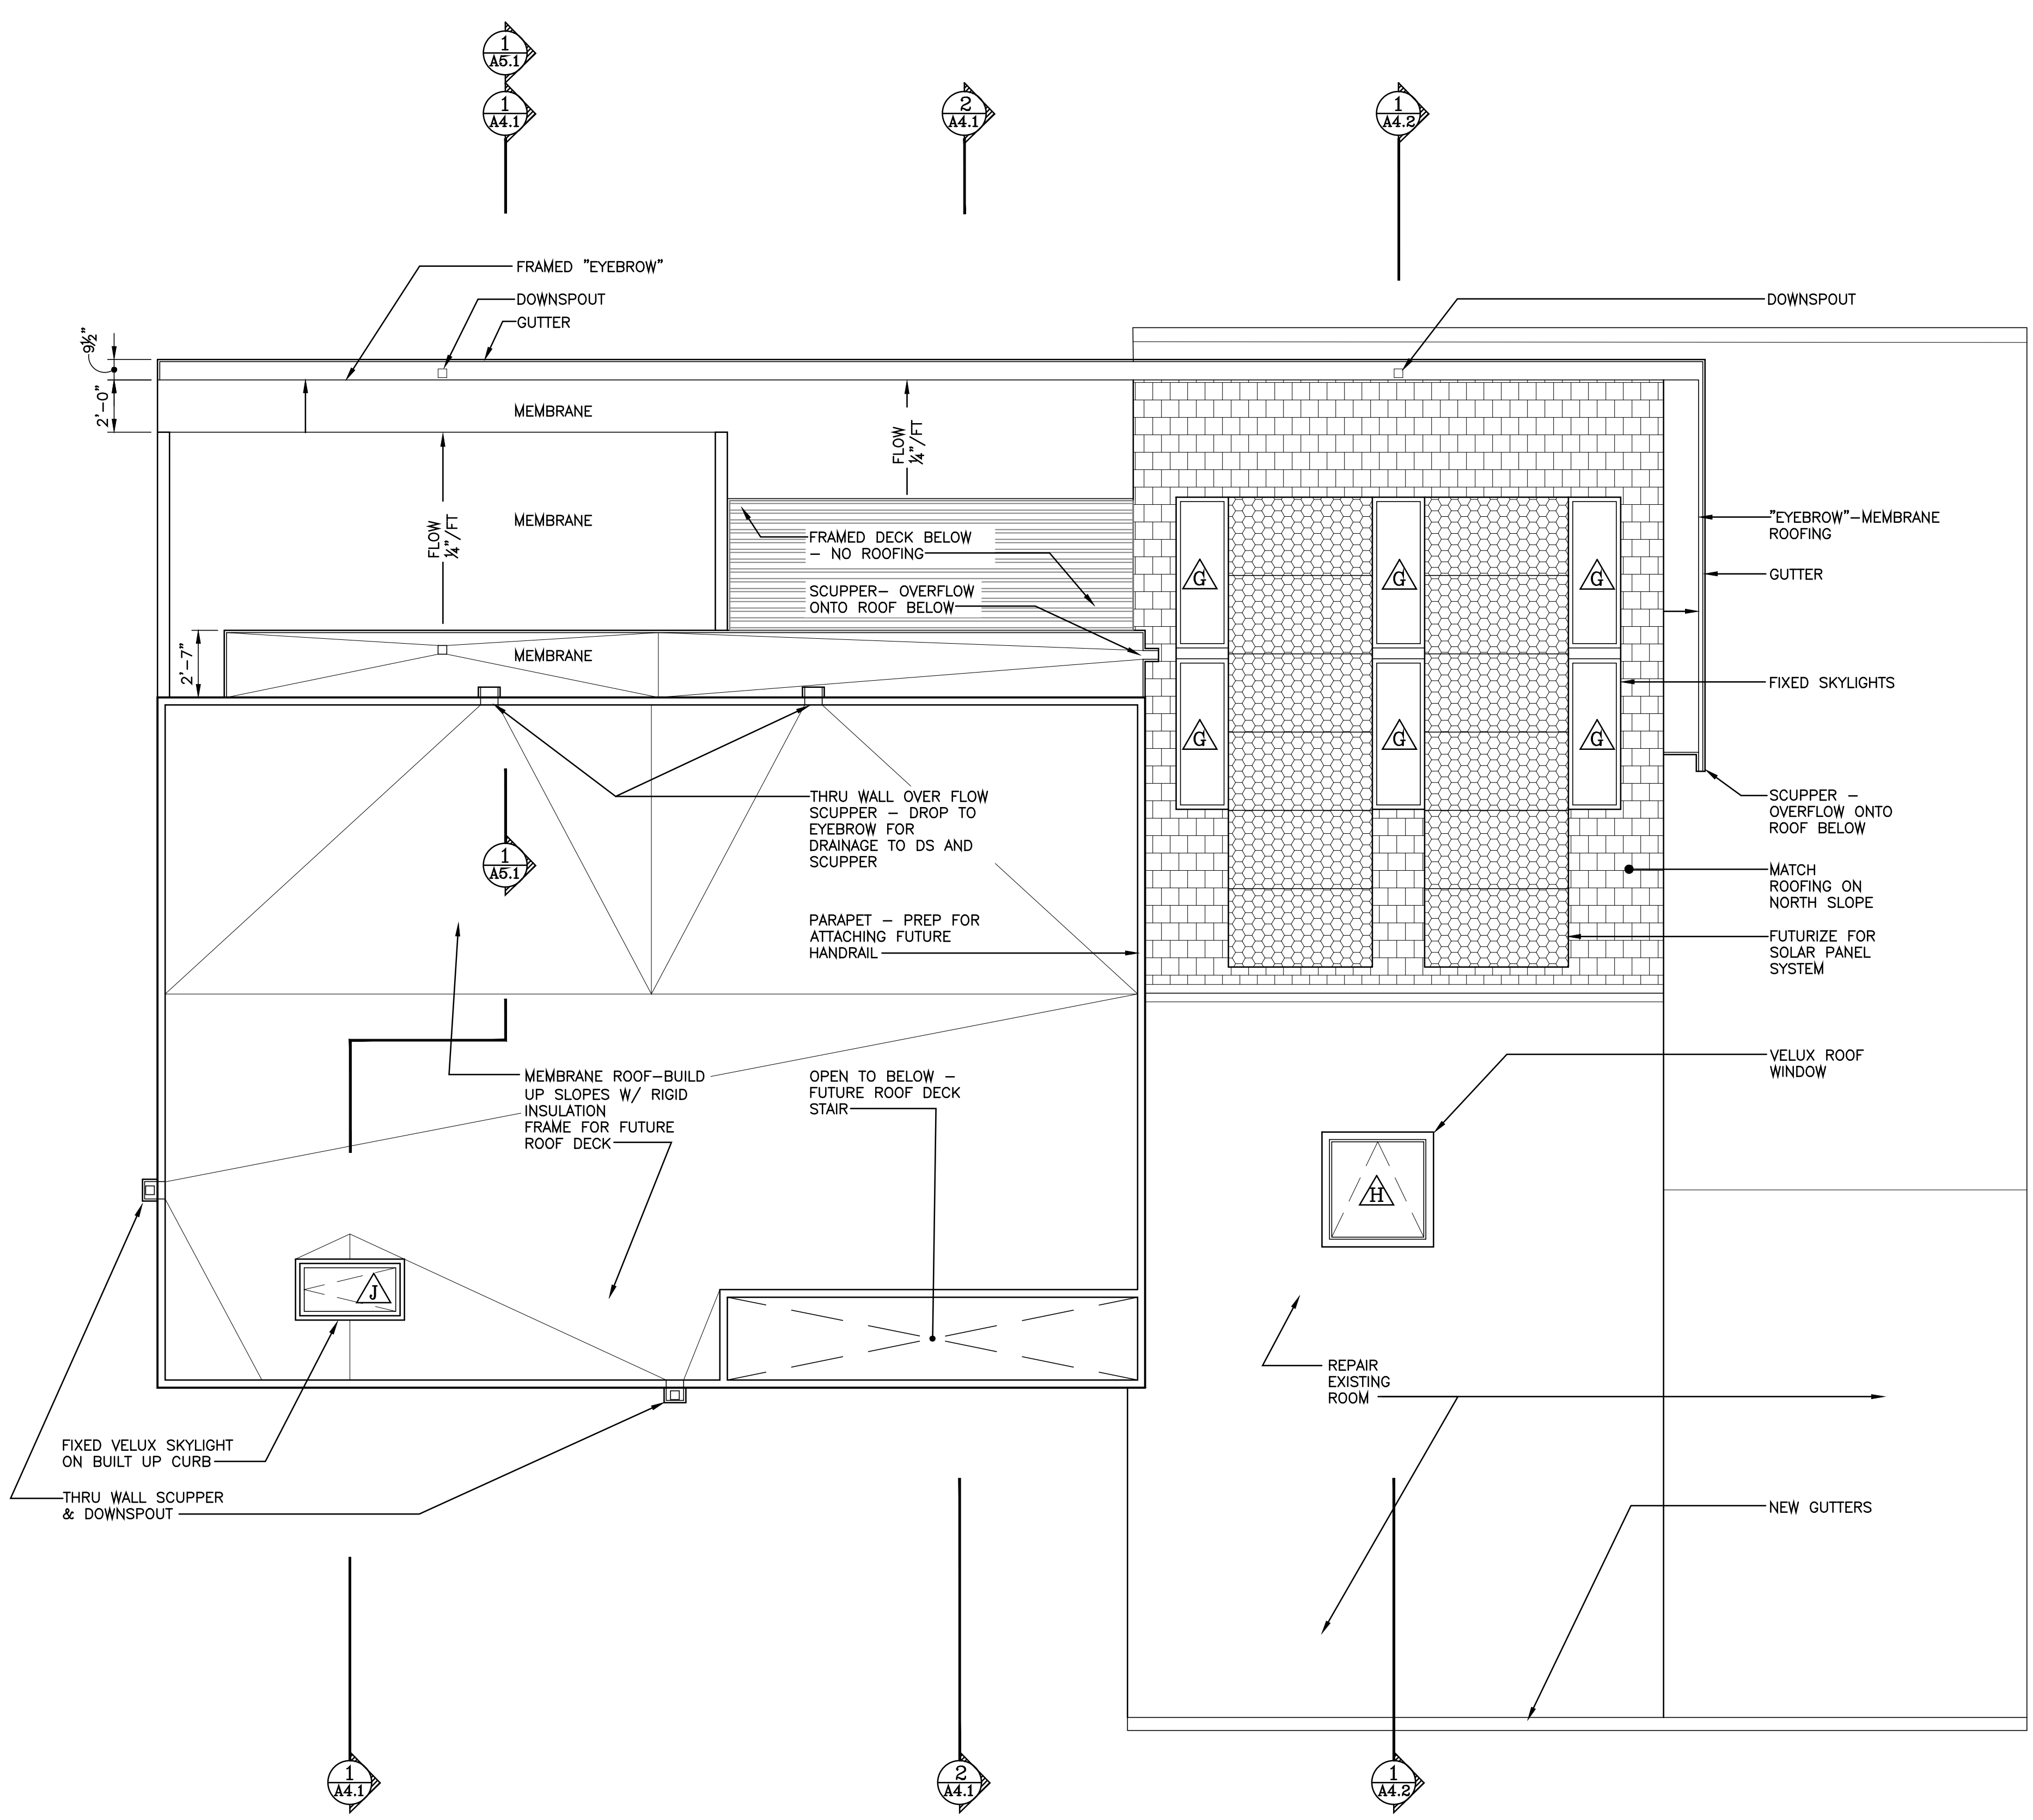 1
A5.1
1
A4.1
2
A4.1
1
A4.2
FRAMED "EYEBROW"
DOWNSPOUT
GUTTER
DOWNSPOUT
9½"
2'-0"
MEMBRANE
FLOW
¼"/FT
MEMBRANE
FLOW
¼"/FT
FRAMED DECK BELOW
- NO ROOFING
SCUPPER- OVERFLOW
ONTO ROOF BELOW
"EYEBROW"-MEMBRANE
ROOFING
GUTTER
G
G
G
2'-7"
MEMBRANE
FIXED SKYLIGHTS
G
G
G
THRU WALL OVER FLOW
SCUPPER - DROP TO
EYEBROW FOR
DRAINAGE TO DS AND
SCUPPER
SCUPPER -
OVERFLOW ONTO
ROOF BELOW
1
A5.1
MATCH
ROOFING ON
NORTH SLOPE
PARAPET - PREP FOR
ATTACHING FUTURE
HANDRAIL
FUTURIZE FOR
SOLAR PANEL
SYSTEM
MEMBRANE ROOF-BUILD
UP SLOPES W/ RIGID
INSULATION
FRAME FOR FUTURE
ROOF DECK
OPEN TO BELOW -
FUTURE ROOF DECK
STAIR
VELUX ROOF
WINDOW
H
J
REPAIR
EXISTING
ROOM
FIXED VELUX SKYLIGHT
ON BUILT UP CURB
THRU WALL SCUPPER
& DOWNSPOUT
NEW GUTTERS
1
A4.1
2
A4.1
1
A4.2